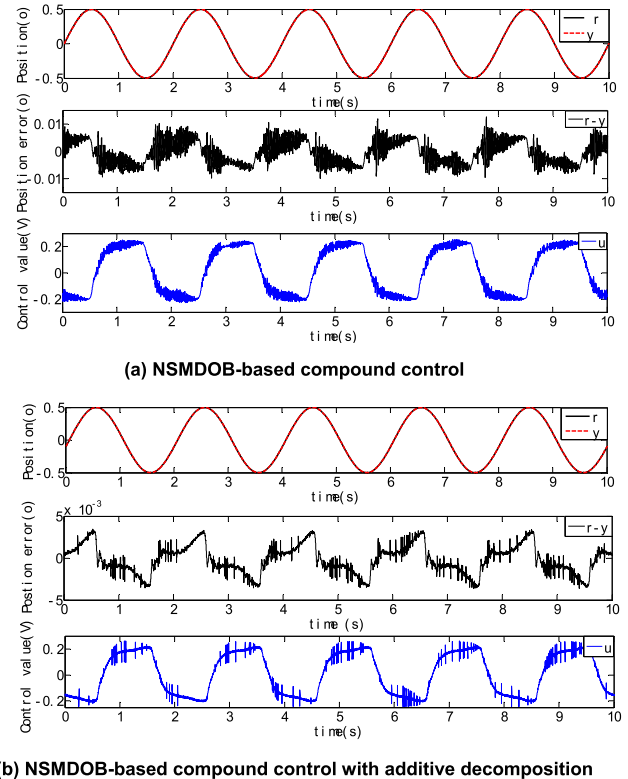 0.5
Position(o)
-0.5
r
y
0 1 2 3 4 5 6 7 8 9 10
time(s)
Position error(o)
0.01
0
-0.01
r-y
0 1 2 3 4 5 6 7 8 9 10
time(s)
Control value(V)
0.2
0
-0.2
u
0 1 2 3 4 5 6 7 8 9 10
time(s)
(a) NSMDOB-based compound control
0.5
Position(o)
-0.5
r
y
0 1 2 3 4 5 6 7 8 9 10
time(s)
x 10-3
Postion error(o)
5
0
-5
r-y
0 1 2 3 4 5 6 7 8 9 10
time (s)
Control value(V)
0.2
0
-0.2
u
0 1 2 3 4 5 6 7 8 9 10
time(s)
(b) NSMDOB-based compound control with additive decomposition